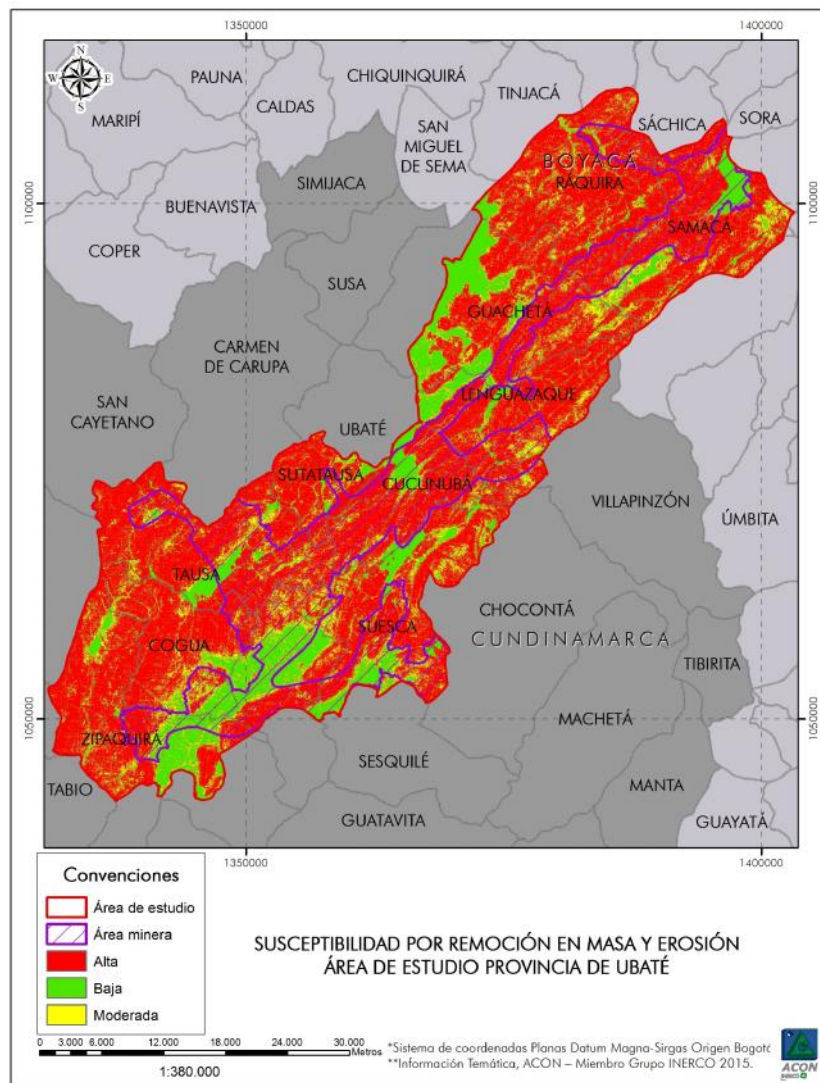 1350000
1400000
N
W
E
S
PAUNA
CHIQUINQUIRÁ
TINJACÁ
MARIPÍ
CALDAS
SÁCHICA
SORA
SAN
MIGUEL
DE SEMA
BOYACÁ
RÁQUIRA
SIMIJACA
1100000
1100000
BUENAVISTA
SAMACÁ
COPER
SUSA
GUACHETÁ
CARMEN
DE CARUPA
LENGUAZAQUE
SAN
CAYETANO
UBATÉ
SUTATAUSA
CUCUNUBÁ
VILLAPINZÓN
ÚMBITA
TAUSA
CHOCONTÁ
SUESCA
COGUA
CUNDINAMARCA
TIBIRITA
1050000
1050000
MACHETÁ
ZIPAQUIRÁ
SESQUILÉ
TABIO
MANTA
GUATAVITA
GUAYATÁ
1350000
1400000
Convenciones
Área de estudio
Área minera
Alta
Baja
Moderada
SUSCEPTIBILIDAD POR REMOCIÓN EN MASA Y EROSIÓN
ÁREA DE ESTUDIO PROVINCIA DE UBATÉ
0 3.000 6.000 12.000 18.000 24.000 30.000
Metros
1:380.000
*Sistema de coordenadas Planas Datum Magna-Sirgas Origen Bogotá
**Información Temática, ACON – Miembro Grupo INERCO 2015.
ACON
INERCO